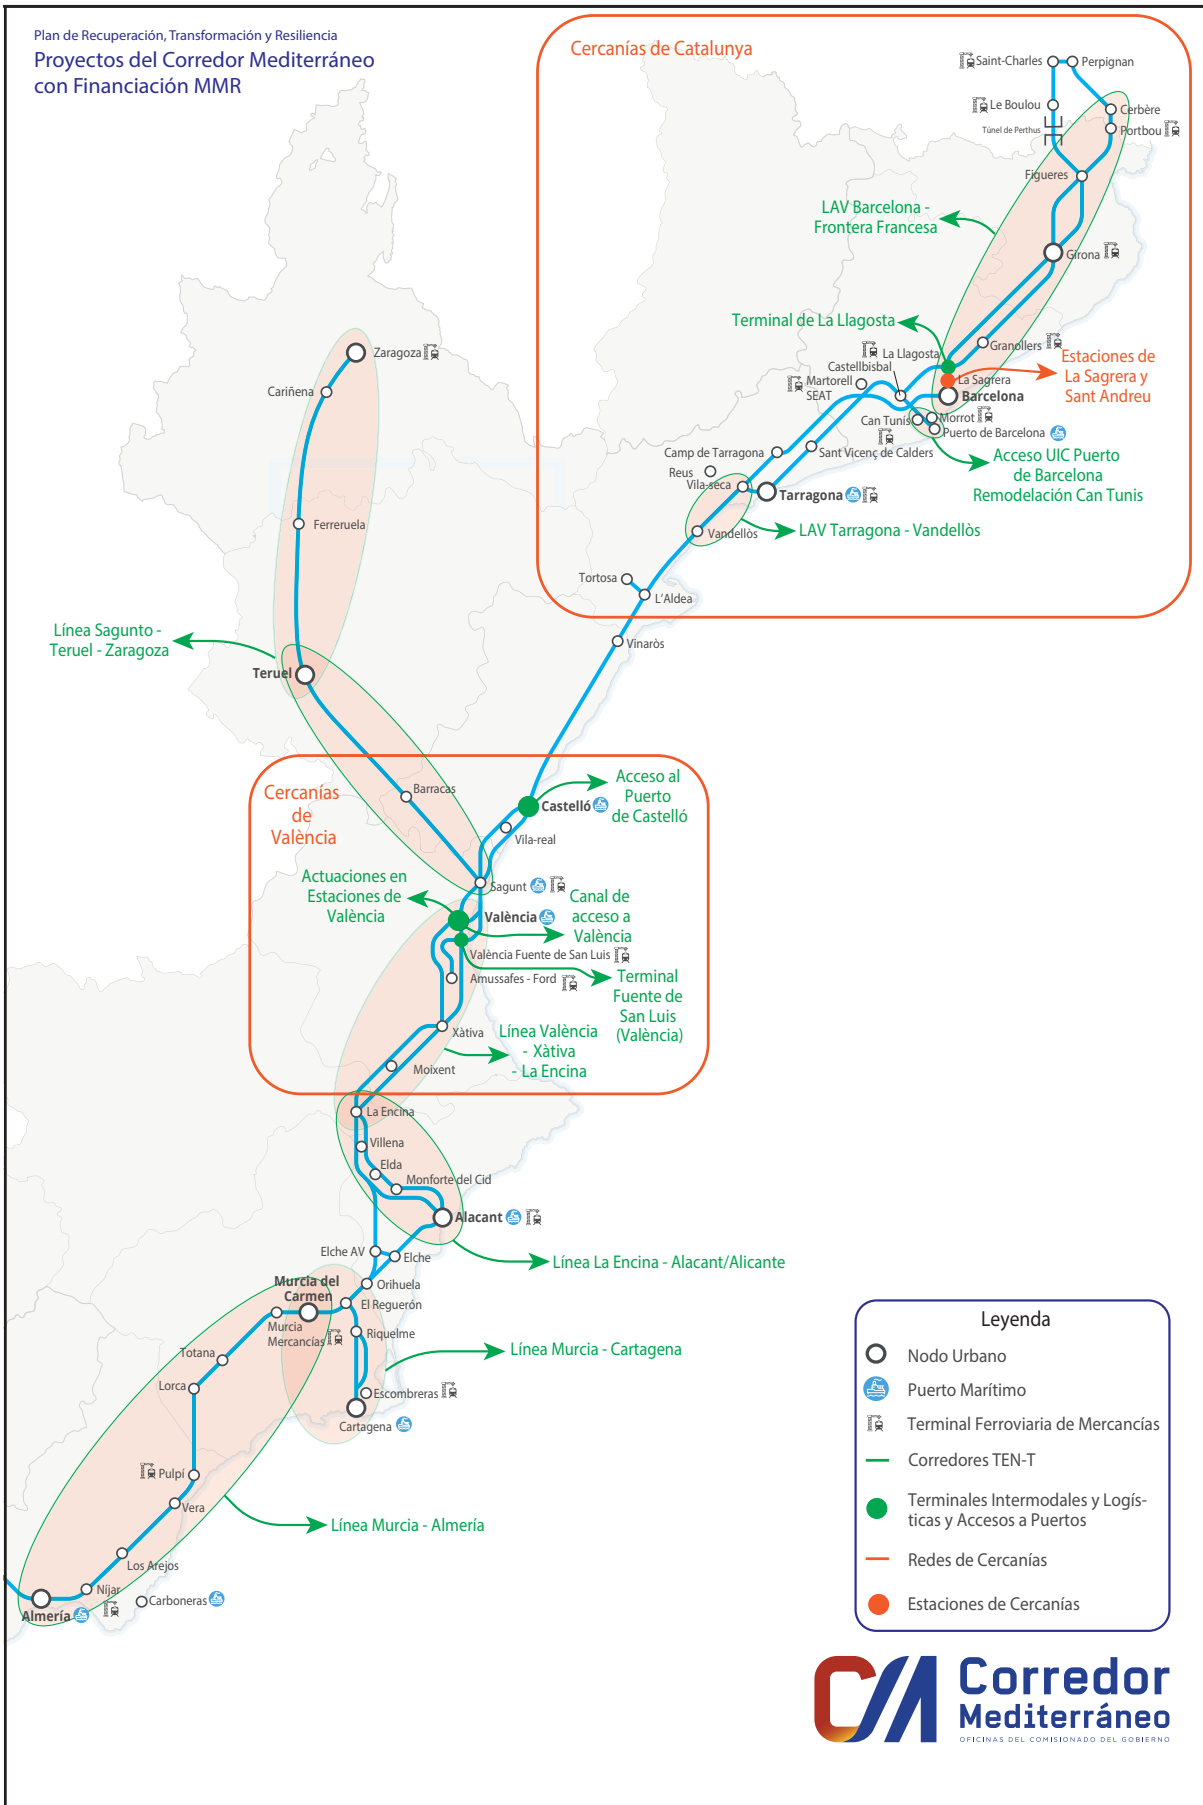 Plan de Recuperación, Transformación y Resiliencia
Proyectos del Corredor Mediterráneo
con Financiación MMR
Cercanías de Catalunya
Saint-Charles
Perpignan
Le Boulou
Cerbère
Túnel de Perthus
Portbou
Figueres
LAV Barcelona -
Frontera Francesa
Girona
Terminal de La Llagosta
Granollers
La Llagosta
Castellbisbal
Estaciones de
La Sagrera y
Sant Andreu
Martorell
SEAT
La Sagrera
Barcelona
Can Tunis
Morrot
Puerto de Barcelona
Acceso UIC Puerto
de Barcelona
Remodelación Can Tunis
Camp de Tarragona
Sant Vicenç de Calders
Reus
Vila-seca
Tarragona
Vandellòs
LAV Tarragona - Vandellòs
Tortosa
L'Aldea
Vinaròs
Zaragoza
Cariñena
Ferreruela
Línea Sagunto -
Teruel - Zaragoza
Teruel
Cercanías
de
València
Barracas
Acceso al
Puerto
de Castelló
Castelló
Vila-real
Actuaciones en
Estaciones de
València
Sagunt
Canal de
acceso a
València
València
València Fuente de San Luis
Amussafes - Ford
Terminal
Fuente de
San Luis
(València)
Xàtiva
Línea València
- Xàtiva
- La Encina
Moixent
La Encina
Villena
Elda
Monforte del Cid
Alacant
Elche AV
Elche
Línea La Encina - Alacant/Alicante
Orihuela
Murcia del
Carmen
El Reguerón
Murcia
Mercancías
Riquelme
Totana
Línea Murcia - Cartagena
Lorca
Escombreras
Cartagena
Pulpí
Vera
Línea Murcia - Almería
Los Arejos
Níjar
Carboneras
Almería
Leyenda
Nodo Urbano
Puerto Marítimo
Terminal Ferroviaria de Mercancías
Corredores TEN-T
Terminales Intermodales y Logís-
ticas y Accesos a Puertos
Redes de Cercanías
Estaciones de Cercanías
CM
Corredor
Mediterráneo
OFICINAS DEL COMISIONADO DEL GOBIERNO